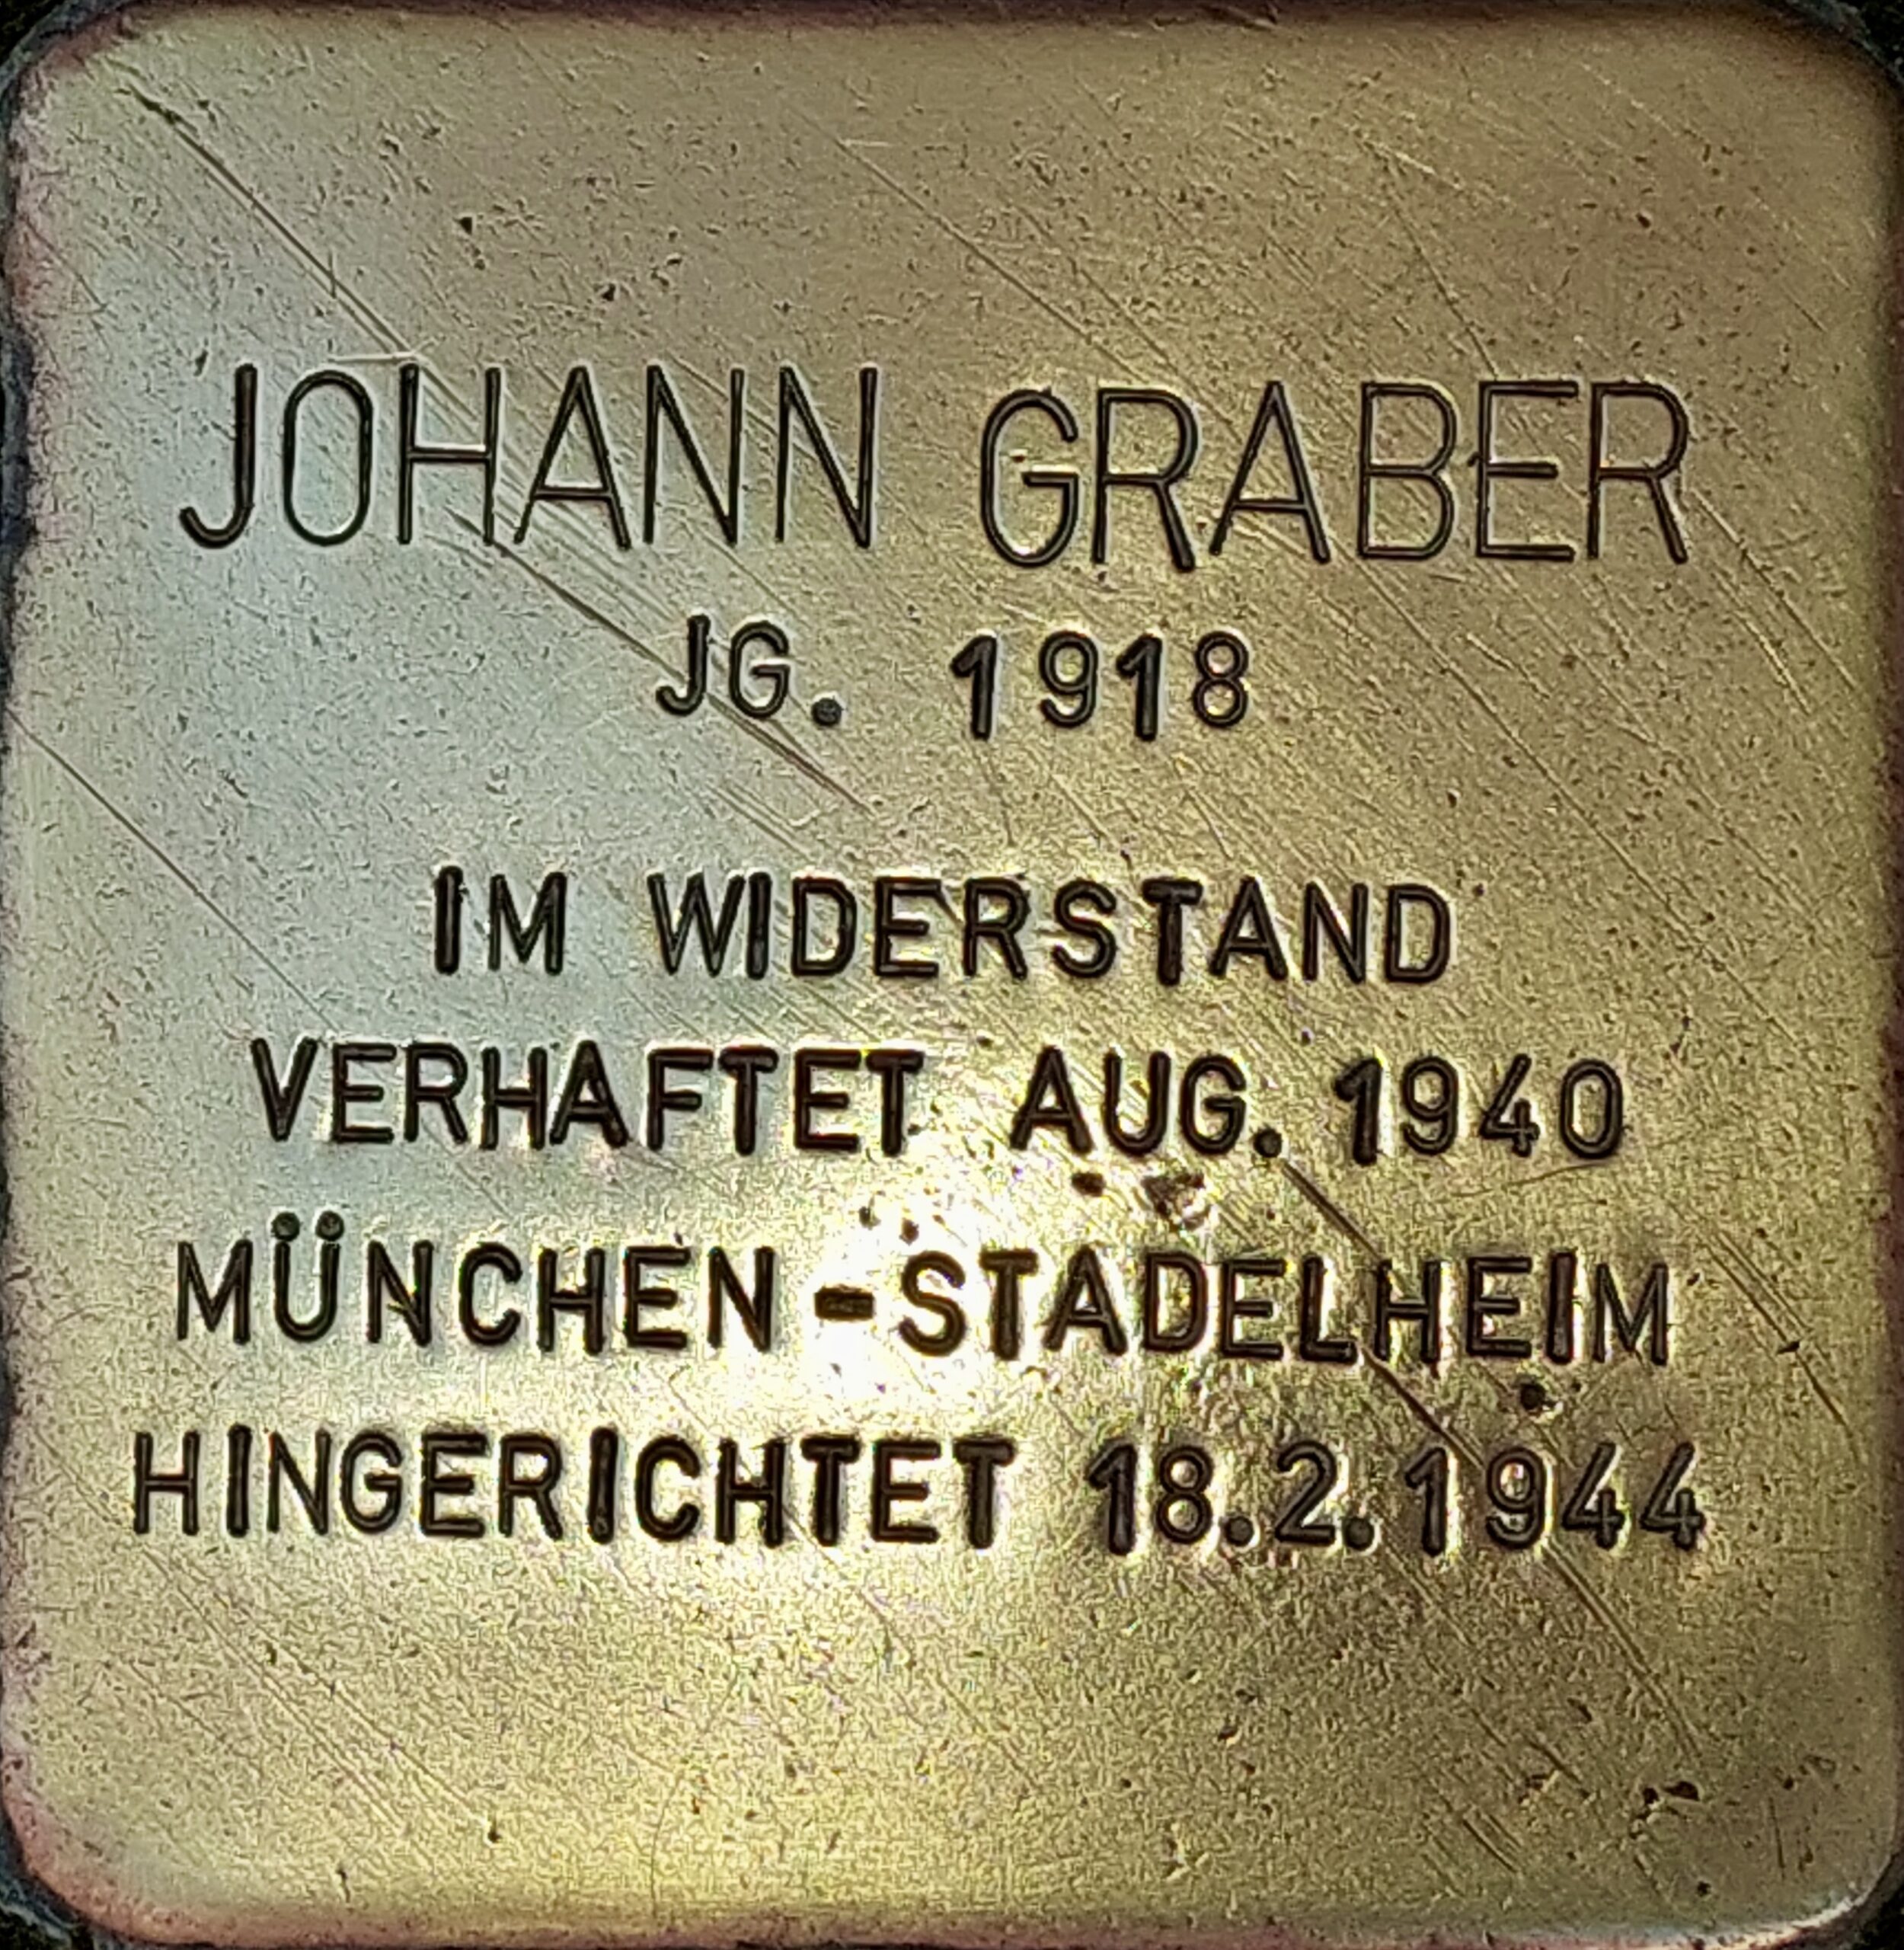 JOHANN GRABER
JG. 1918
IM WIDERSTAND
VERHAFTET AUG. 1940
MÜNCHEN-STADELHEIM
HINGERICHTET 18.2.1944